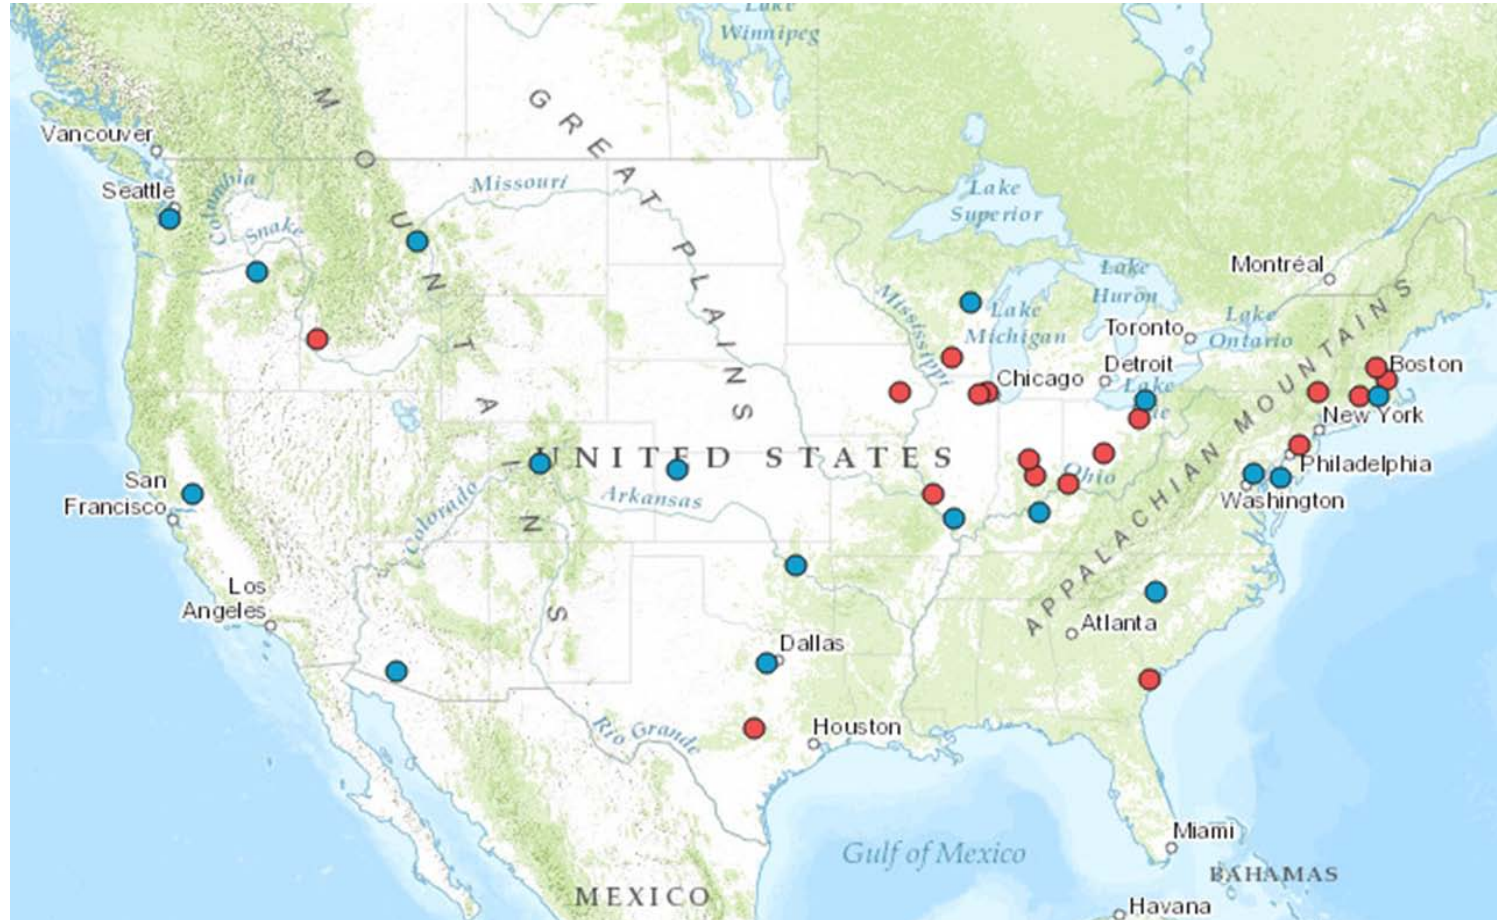 Lake
Winnipeg
MOUNTAINS
GREAT PLAINS
Vancouver
Seattle
Columbia
Snake
Missouri
Lake
Superior
Montréal
Lake
Huron
Lake
Michigan
Mississippi
Toronto
Lake
Ontario
Detroit
Lake
Chicago
Boston
New York
APPALACHIAN MOUNTAINS
UNITED STATES
Philadelphia
Ohio
Washington
San
Francisco
Colorado
Arkansas
Los
Angeles
Atlanta
Dallas
Rio Grande
Houston
Miami
Gulf of Mexico
BAHAMAS
MEXICO
Havana